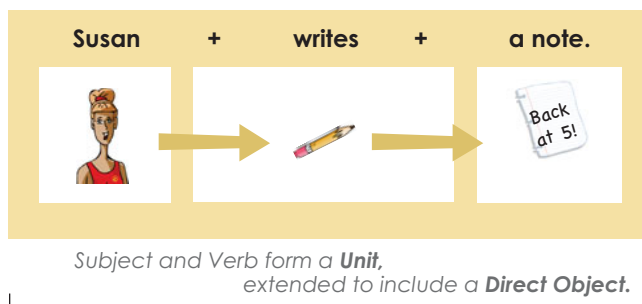 Susan + writes + a note.
Back
at 5!
Subject and Verb form a Unit,
extended to include a Direct Object.